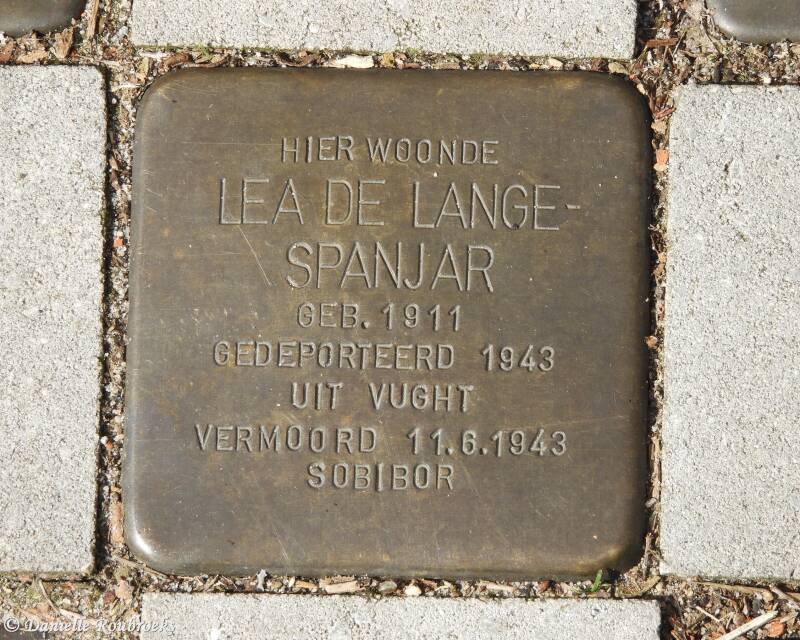 HIER WOONDE
LEA DE LANGE-
SPANJAR
GEB. 1911
GEDEPORTEERD 1943
UIT VUGHT
VERMOORD 11.6.1943
SOBIBOR
© Danielle Roubroeks